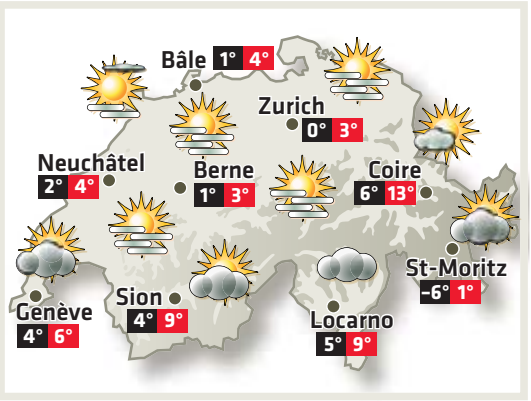 Bâle 1° 4°
Zurich
0° 3°
Neuchâtel
2° 4°
Berne
1° 3°
Coire
6° 13°
St-Moritz
–6° 1°
Genève
4° 6°
Sion
4° 9°
Locarno
5° 9°